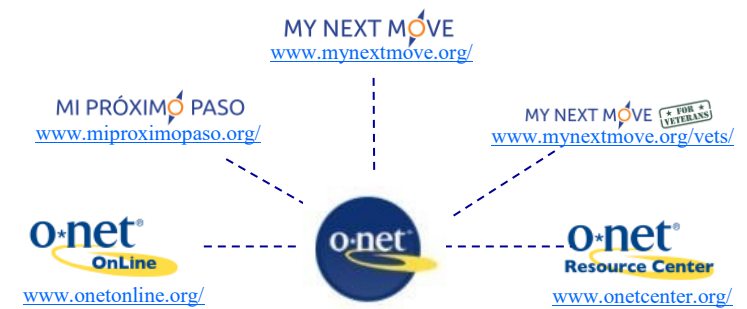 MY NEXT MOVE
www.mynextmove.org/
MI PRÓXIMO PASO
www.miproximopaso.org/
MY NEXT MOVE FOR VETERANS
www.mynextmove.org/vets/
o*net®
OnLine
www.onetonline.org/
o*net
o*net®
Resource Center
www.onetcenter.org/